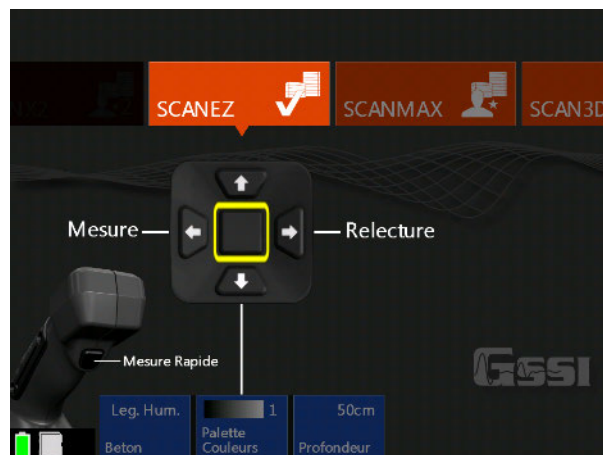 SCANEZ
SCANMAX
SCAN3D
Mesure
Relecture
Mesure Rapide
GSSI
Leg. Hum.
1
50cm
Beton
Palette
Couleurs
Profondeur